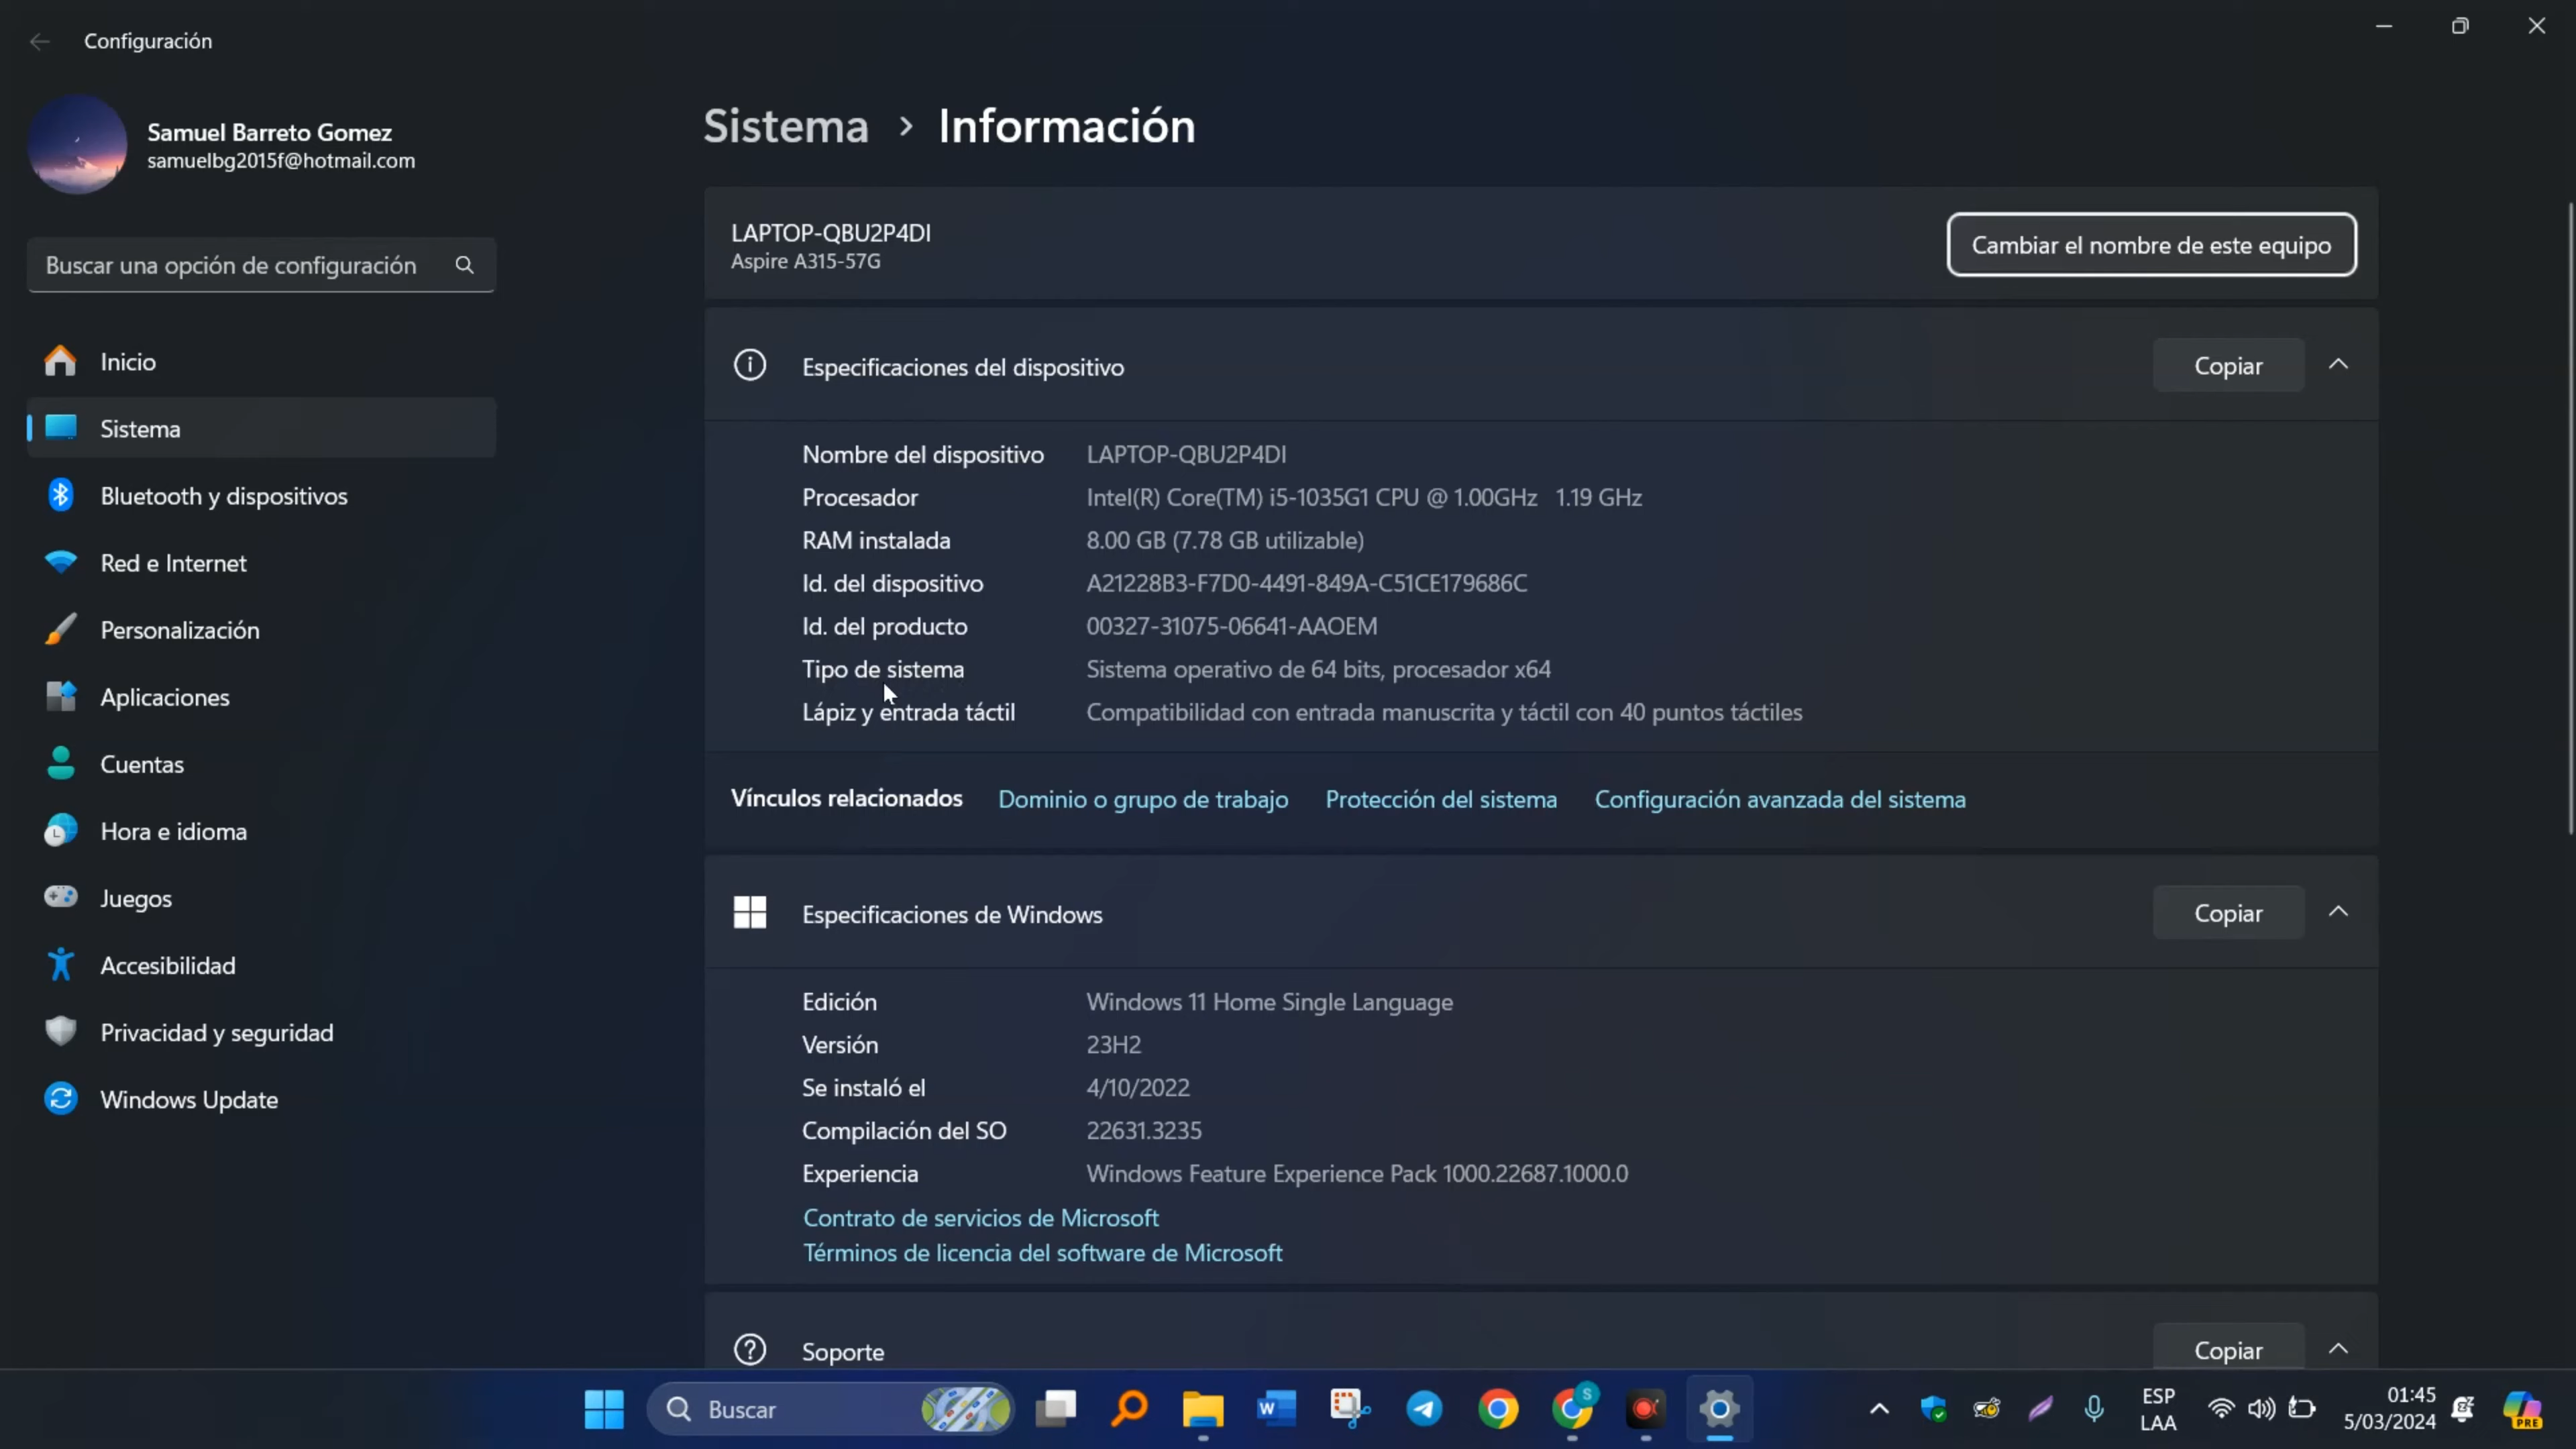 Configuración
Samuel Barreto Gomez
samuelbg2015f@hotmail.com
Buscar una opción de configuración
Inicio
Sistema
Bluetooth y dispositivos
Red e Internet
Personalización
Aplicaciones
Cuentas
Hora e idioma
Juegos
Accesibilidad
Privacidad y seguridad
Windows Update
Sistema > Información
LAPTOP-QBU2P4DI
Aspire A315-57G
Cambiar el nombre de este equipo
Especificaciones del dispositivo
Copiar
Nombre del dispositivo LAPTOP-QBU2P4DI
Procesador Intel(R) Core(TM) i5-1035G1 CPU @ 1.00GHz 1.19 GHz
RAM instalada 8.00 GB (7.78 GB utilizable)
Id. del dispositivo A21228B3-F7D0-4491-849A-C51CE179686C
Id. del producto 00327-31075-06641-AAOEM
Tipo de sistema Sistema operativo de 64 bits, procesador x64
Lápiz y entrada táctil Compatibilidad con entrada manuscrita y táctil con 40 puntos táctiles
Vínculos relacionados Dominio o grupo de trabajo Protección del sistema Configuración avanzada del sistema
Especificaciones de Windows
Copiar
Edición Windows 11 Home Single Language
Versión 23H2
Se instaló el 4/10/2022
Compilación del SO 22631.3235
Experiencia Windows Feature Experience Pack 1000.22687.1000.0
Contrato de servicios de Microsoft
Términos de licencia del software de Microsoft
Soporte
Copiar
Buscar
W
S
ESP
LAA
01:45
5/03/2024
PRE